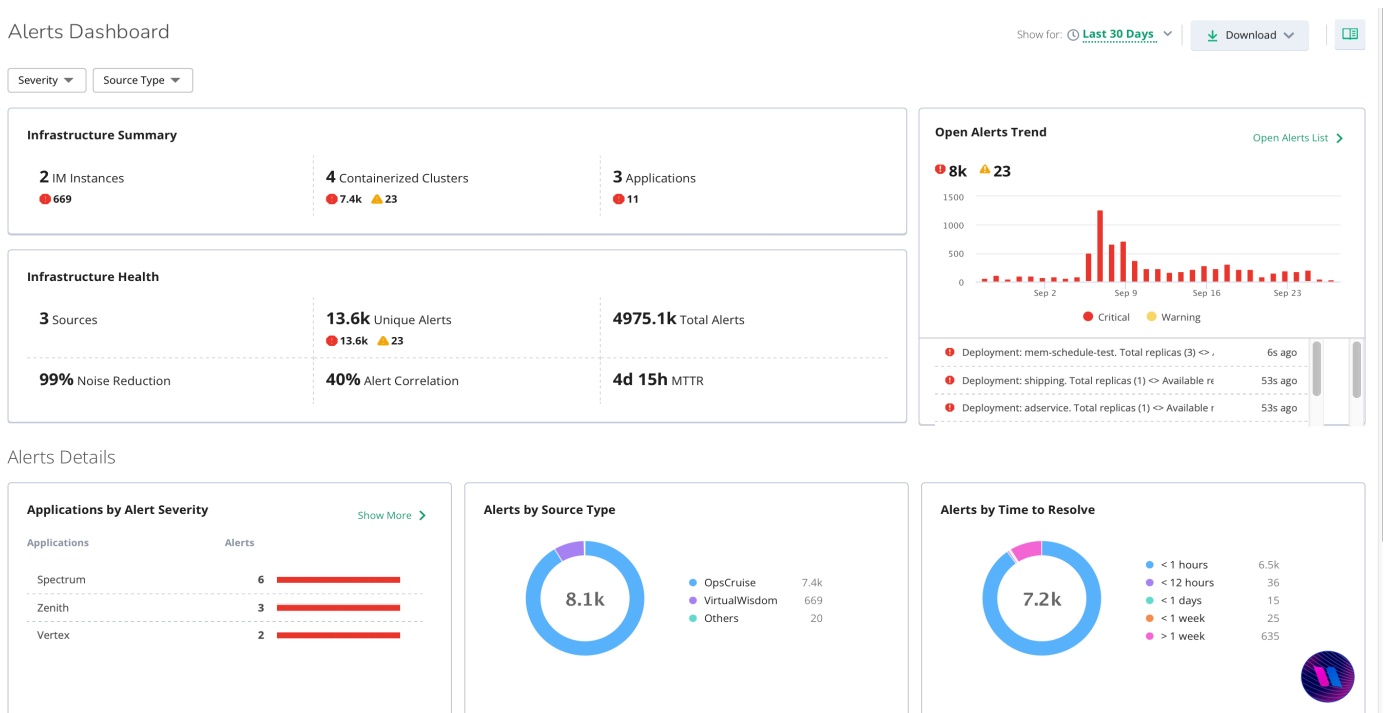 Alerts Dashboard
Show for: Last 30 Days
Download
Severity
Source Type
Infrastructure Summary
2 IM Instances
669
4 Containerized Clusters
7.4k 23
3 Applications
11
Open Alerts Trend
Open Alerts List
8k 23
1500
1000
500
0
Sep 2 Sep 9 Sep 16 Sep 23
Critical Warning
Deployment: mem-schedule-test. Total replicas (3) <> 6s ago
Deployment: shipping. Total replicas (1) <> Available re 53s ago
Deployment: adservice. Total replicas (1) <> Available r 53s ago
Infrastructure Health
3 Sources
13.6k Unique Alerts
13.6k 23
4975.1k Total Alerts
99% Noise Reduction
40% Alert Correlation
4d 15h MTTR
Alerts Details
Applications by Alert Severity
Show More
Applications Alerts
Spectrum 6
Zenith 3
Vertex 2
Alerts by Source Type
8.1k
OpsCruise 7.4k
VirtualWisdom 669
Others 20
Alerts by Time to Resolve
7.2k
< 1 hours 6.5k
< 12 hours 36
< 1 days 15
< 1 week 25
> 1 week 635